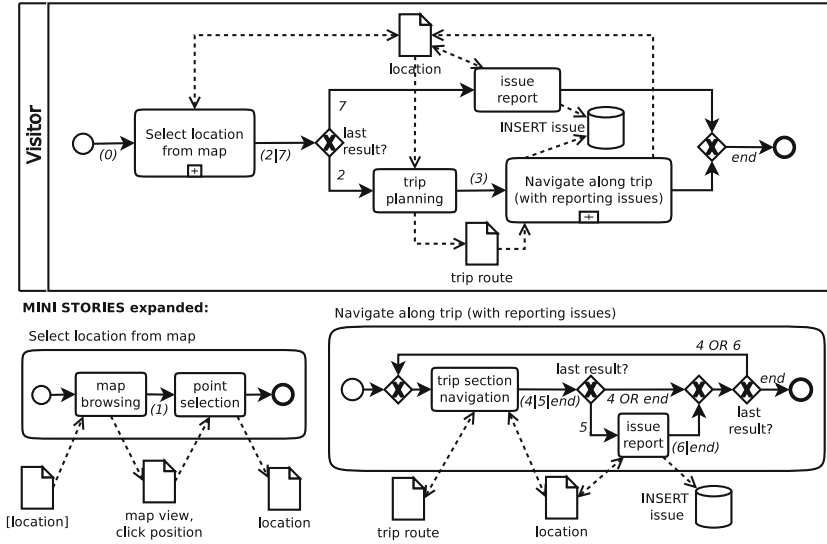 Visitor
location
7
issue
report
INSERT issue
Select location
from map
(0)
(2|7)
last
result?
2
trip
planning
(3)
Navigate along trip
(with reporting issues)
end
trip route
MINI STORIES expanded:
Select location from map
map
browsing
(1)
point
selection
[location]
map view,
click position
location
Navigate along trip (with reporting issues)
4 OR 6
trip section
navigation
last result?
(4|5|end)
4 OR end
end
last
result?
5
issue
report
(6|end)
trip route
location
INSERT
issue